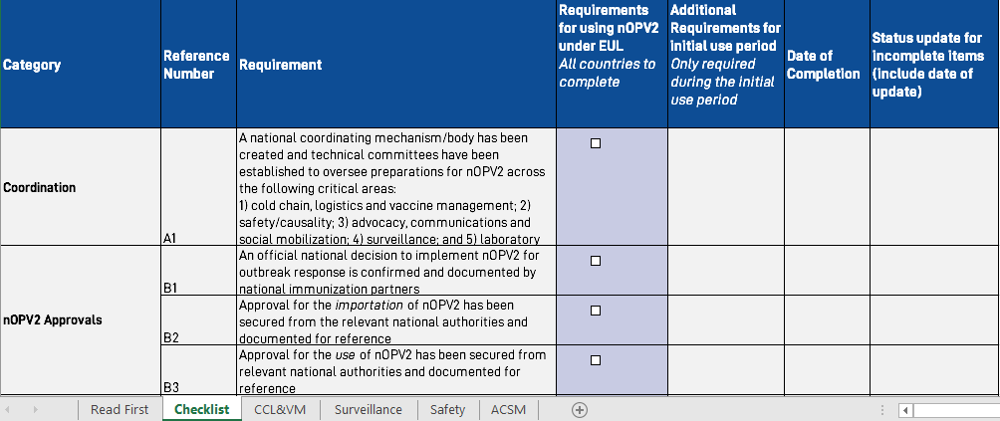 Category
Reference
Number
Requirement
Requirements
for using nOPV2
under EUL
All countries to
complete
Additional
Requirements for
initial use period
Only required
during the initial
use period
Date of
Completion
Status update for
incomplete items
(include date of
update)
Coordination
A1
A national coordinating mechanism/body has been
created and technical committees have been
established to oversee preparations for nOPV2 across
the following critical areas:
1) cold chain, logistics and vaccine management; 2)
safety/causality; 3) advocacy, communications and
social mobilization; 4) surveillance; and 5) laboratory
nOPV2 Approvals
B1
An official national decision to implement nOPV2 for
outbreak response is confirmed and documented by
national immunization partners
B2
Approval for the importation of nOPV2 has been
secured from the relevant national authorities and
documented for reference
B3
Approval for the use of nOPV2 has been secured from
relevant national authorities and documented for
reference
Read First Checklist CCL&VM Surveillance Safety ACSM